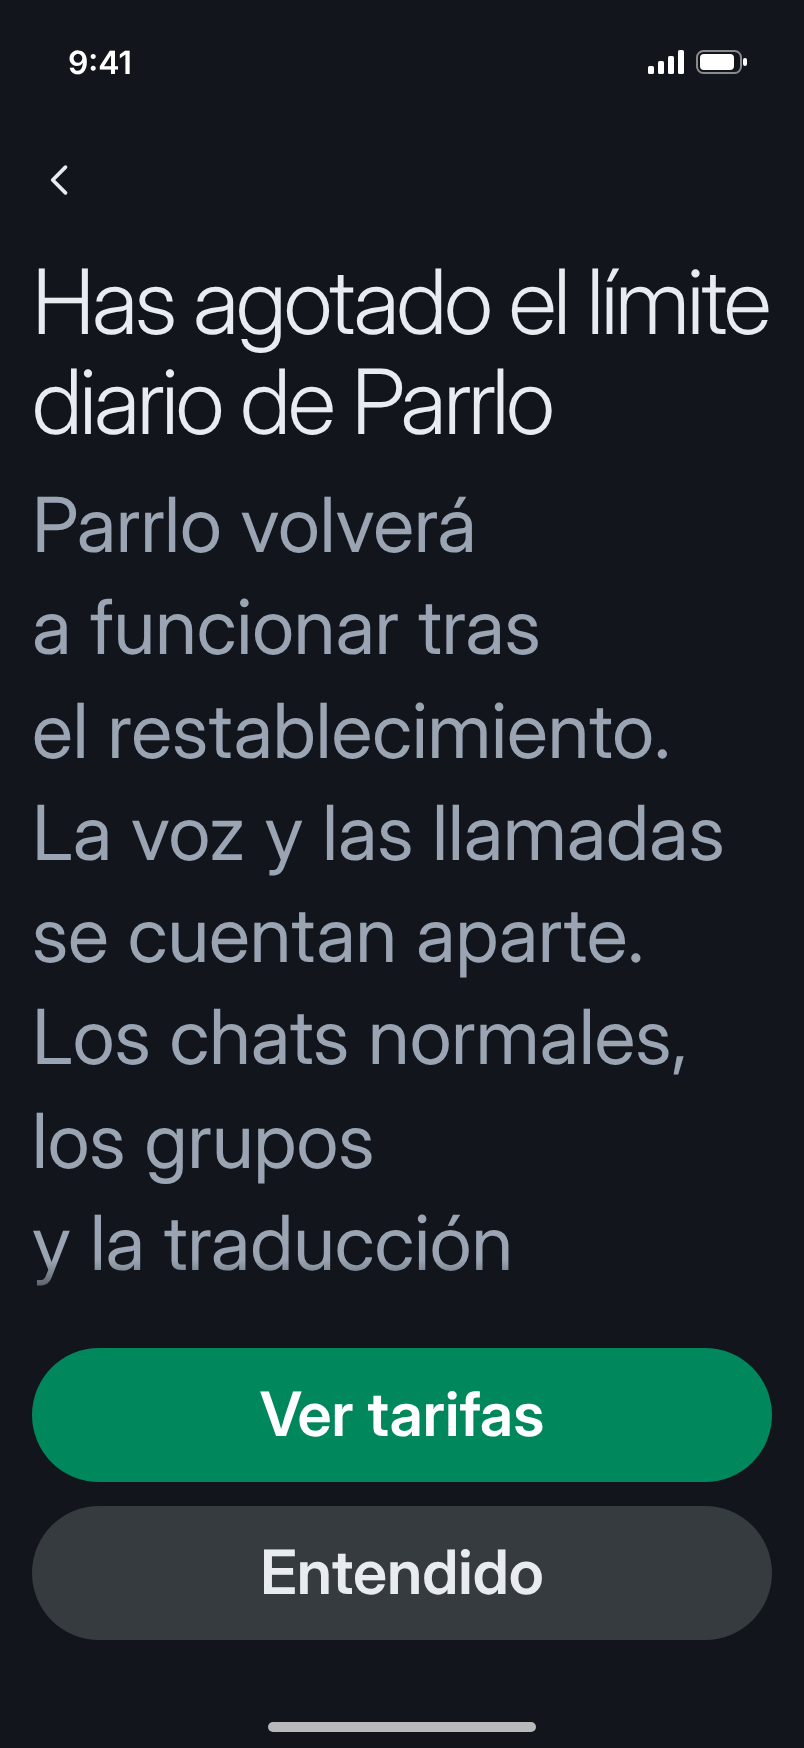 9:41
Has agotado el límite
diario de Parrlo
Parrlo volverá
a funcionar tras
el restablecimiento.
La voz y las llamadas
se cuentan aparte.
Los chats normales,
los grupos
y la traducción
Ver tarifas
Entendido